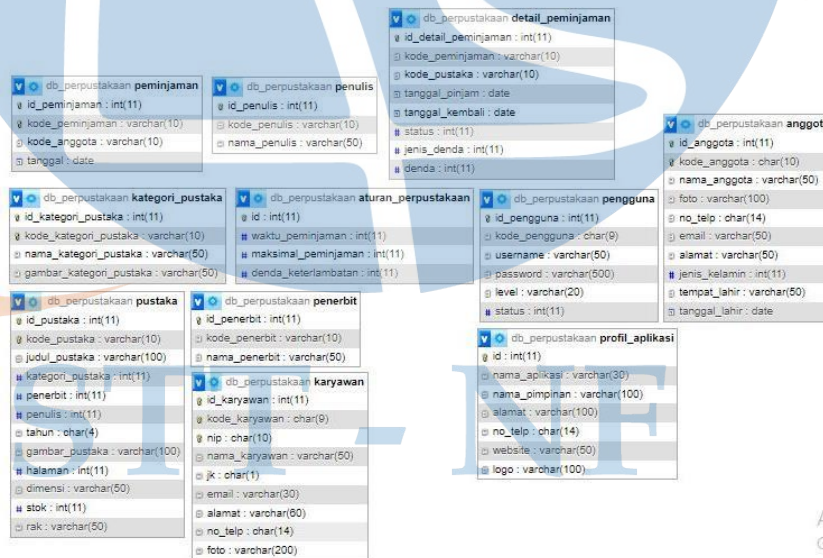 db_perpustakaan detail_peminjaman
id_detail_peminjaman : int(11)
kode_peminjaman : varchar(10)
kode_pustaka : varchar(10)
tanggal_pinjam : date
tanggal_kembali : date
status : int(11)
jenis_denda : int(11)
denda : int(11)
db_perpustakaan peminjaman
id_peminjaman : int(11)
kode_peminjaman : varchar(10)
kode_anggota : varchar(10)
tanggal : date
db_perpustakaan penulis
id_penulis : int(11)
kode_penulis : varchar(10)
nama_penulis : varchar(50)
db_perpustakaan anggot
id_anggota : int(11)
kode_anggota : char(10)
nama_anggota : varchar(50)
foto : varchar(100)
no_telp : char(14)
email : varchar(50)
alamat : varchar(50)
jenis_kelamin : int(11)
tempat_lahir : varchar(50)
tanggal_lahir : date
db_perpustakaan kategori_pustaka
id_kategori_pustaka : int(11)
kode_kategori_pustaka : varchar(10)
nama_kategori_pustaka : varchar(50)
gambar_kategori_pustaka : varchar(50)
db_perpustakaan aturan_perpustakaan
id : int(11)
waktu_peminjaman : int(11)
maksimal_peminjaman : int(11)
denda_keterlambatan : int(11)
db_perpustakaan pengguna
id_pengguna : int(11)
kode_pengguna : char(9)
username : varchar(50)
password : varchar(500)
level : varchar(20)
status : int(11)
db_perpustakaan pustaka
id_pustaka : int(11)
kode_pustaka : varchar(10)
judul_pustaka : varchar(100)
kategori_pustaka : int(11)
penerbit : int(11)
penulis : int(11)
tahun : char(4)
gambar_pustaka : varchar(100)
halaman : int(11)
dimensi : varchar(50)
stok : int(11)
rak : varchar(50)
db_perpustakaan penerbit
id_penerbit : int(11)
kode_penerbit : varchar(10)
nama_penerbit : varchar(50)
db_perpustakaan karyawan
id_karyawan : int(11)
kode_karyawan : char(9)
nip : char(10)
nama_karyawan : varchar(50)
jk : char(1)
email : varchar(30)
alamat : varchar(60)
no_telp : char(14)
foto : varchar(200)
db_perpustakaan profil_aplikasi
id : int(11)
nama_aplikasi : varchar(30)
nama_pimpinan : varchar(100)
alamat : varchar(100)
no_telp : char(14)
website : varchar(50)
logo : varchar(100)
STT - NF